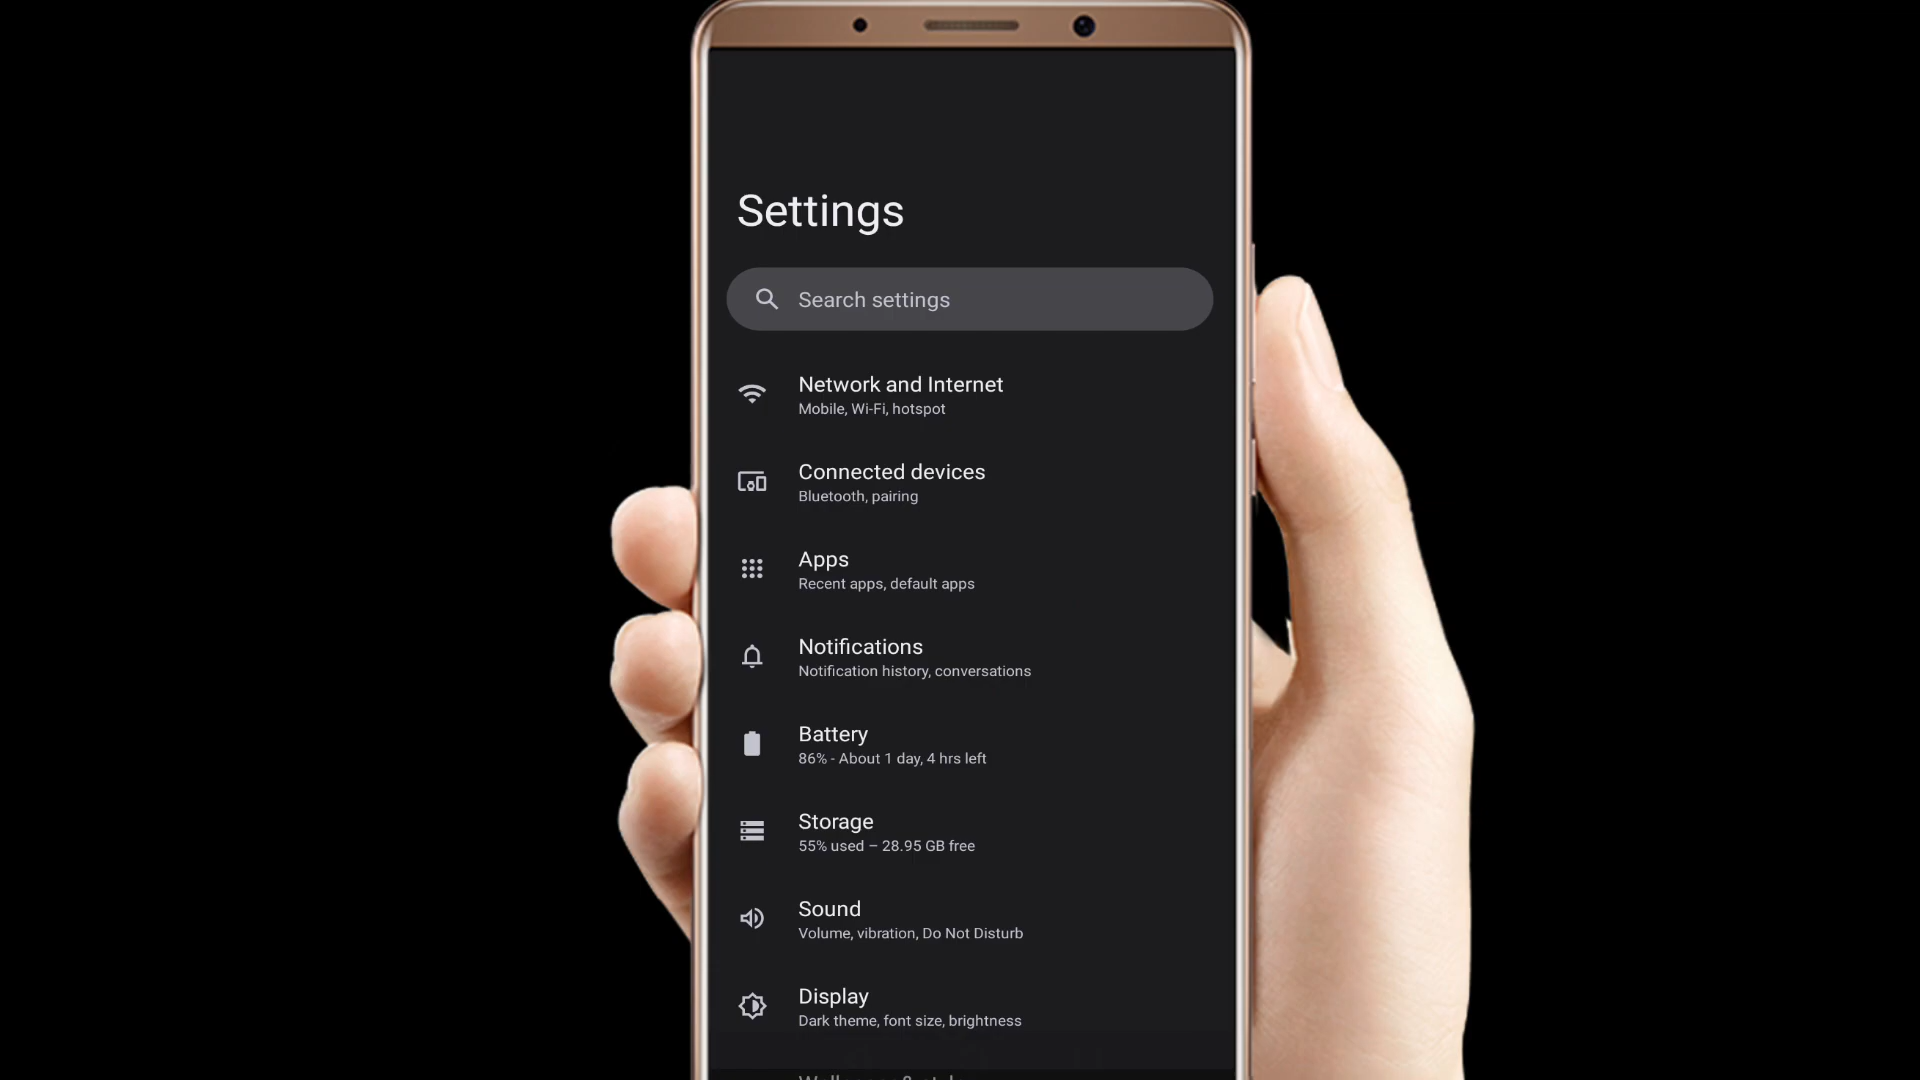 Settings
Search settings
Network and Internet
Mobile, Wi-Fi, hotspot
Connected devices
Bluetooth, pairing
Apps
Recent apps, default apps
Notifications
Notification history, conversations
Battery
86% - About 1 day, 4 hrs left
Storage
55% used – 28.95 GB free
Sound
Volume, vibration, Do Not Disturb
Display
Dark theme, font size, brightness